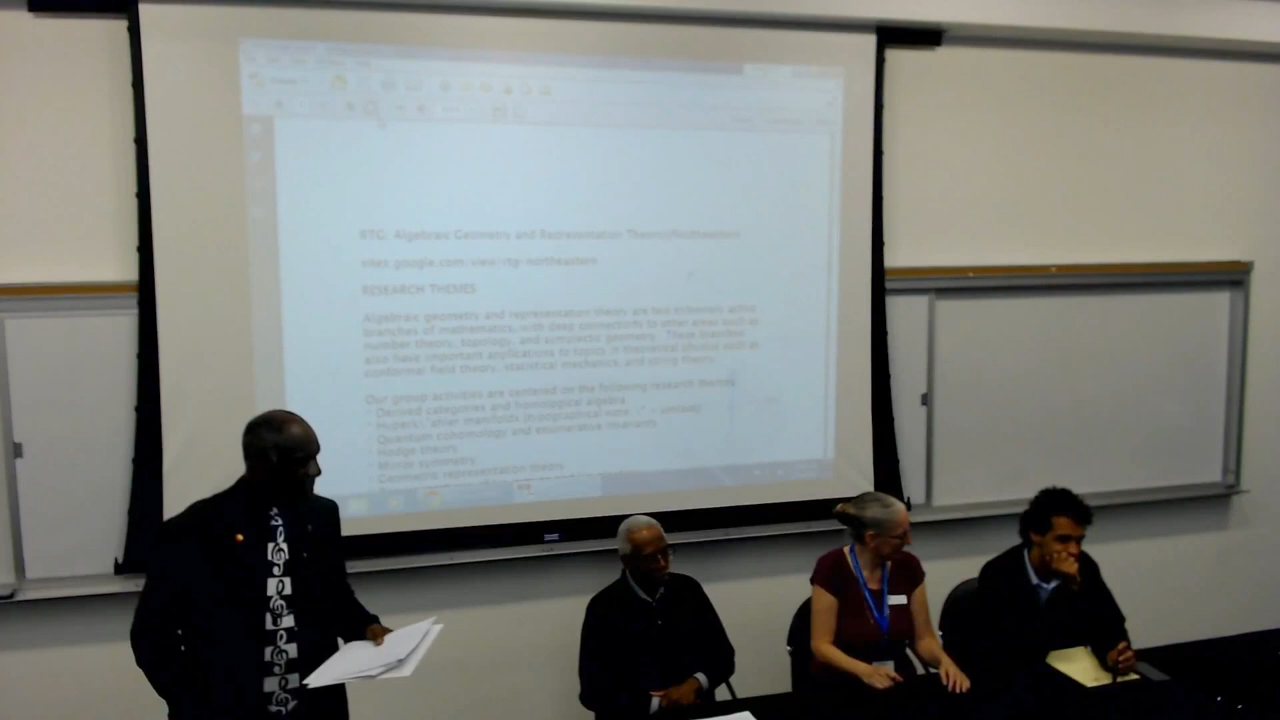 RTG: Algebraic Geometry and Representation Theory@Northeastern
sites.google.com/view/rtg-northeastern
RESEARCH THEMES
Algebraic geometry and representation theory are two extremely active
branches of mathematics, with deep connections to other areas such as
number theory, topology, and symplectic geometry. These branches
also have important applications to topics in theoretical physics such as
conformal field theory, statistical mechanics, and string theory.
Our group activities are centered on the following research themes
Derived categories and homological algebra
manifolds
Quantum cohomology and enumerative invariants
Hodge theory
Mirror symmetry
Geometric representation theory